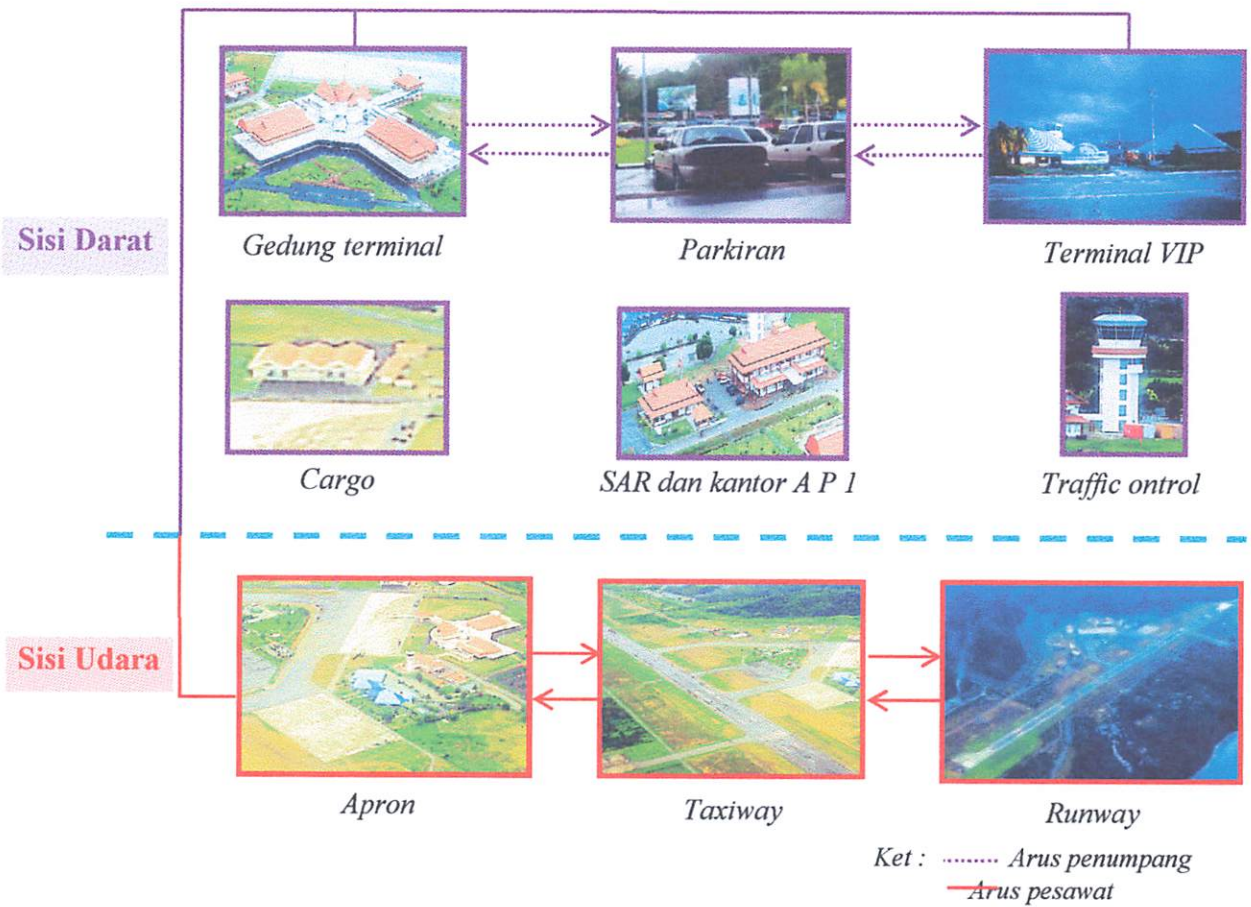 Sisi Darat
Gedung terminal
Parkiran
Terminal VIP
Cargo
SAR dan kantor A P 1
Traffic ontrol
Sisi Udara
Apron
Taxiway
Runway
Ket : Arus penumpang
Arus pesawat